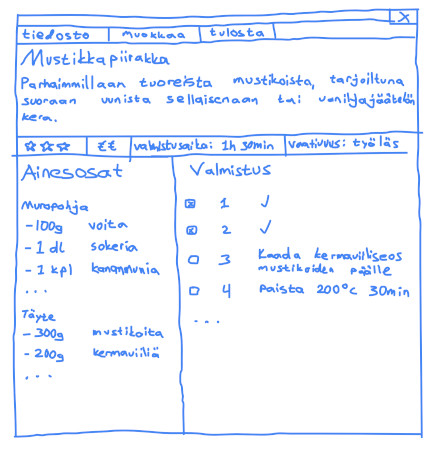 X
tiedosto muokkaa tulosta
Mustikkapiirakka
Parhaimmillaan tuoreista mustikoista, tarjoiltuna
suoraan uunista sellaisenaan tai vaniljajäätelön
kera.
☆☆☆ €€ valmistusaika: 1h 30min vaativuus: työläs
Ainesosat
Muropohja
-100g voita
-1 dl sokeria
-1 kpl kananmunia
...
Täyte
-300g mustikoita
-200g kermaviiliä
...
Valmistus
☒ 1 ✓
☒ 2 ✓
☐ 3 Kaada kermaviiliseos
mustikoiden päälle
☐ 4 Paista 200°C 30min
...